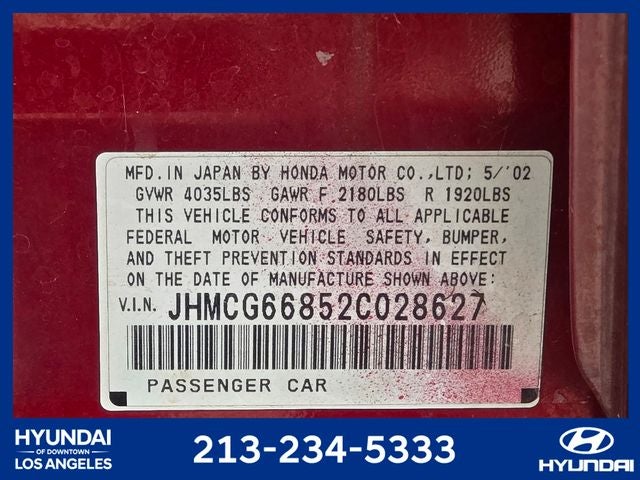 MFD. IN JAPAN BY HONDA MOTOR CO.,LTD; 5/'02
GVWR 4035LBS GAWR F 2180LBS R 1920LBS
THIS VEHICLE CONFORMS TO ALL APPLICABLE
FEDERAL MOTOR VEHICLE SAFETY, BUMPER,
AND THEFT PREVENTION STANDARDS IN EFFECT
ON THE DATE OF MANUFACTURE SHOWN ABOVE:
V.I.N. JHMCG66852C028627
PASSENGER CAR
HYUNDAI
OF DOWNTOWN
LOS ANGELES
213-234-5333
HYUNDAI